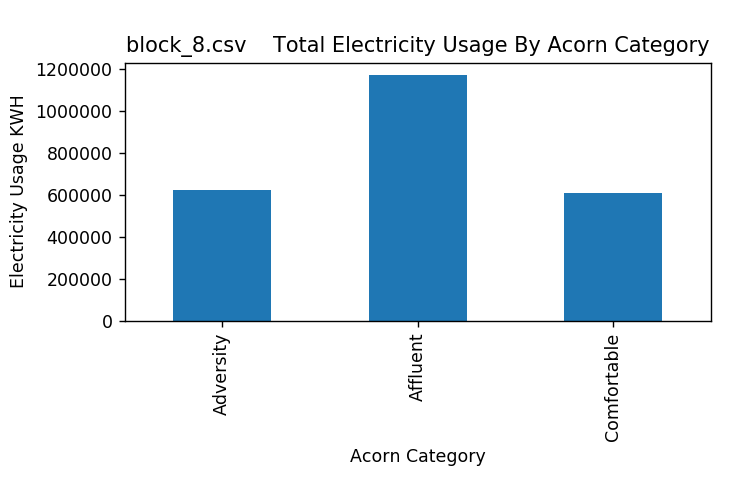 block_8.csv    Total Electricity Usage By Acorn Category
Electricity Usage KWH
1200000
1000000
800000
600000
400000
200000
0
Adversity
Affluent
Comfortable
Acorn Category